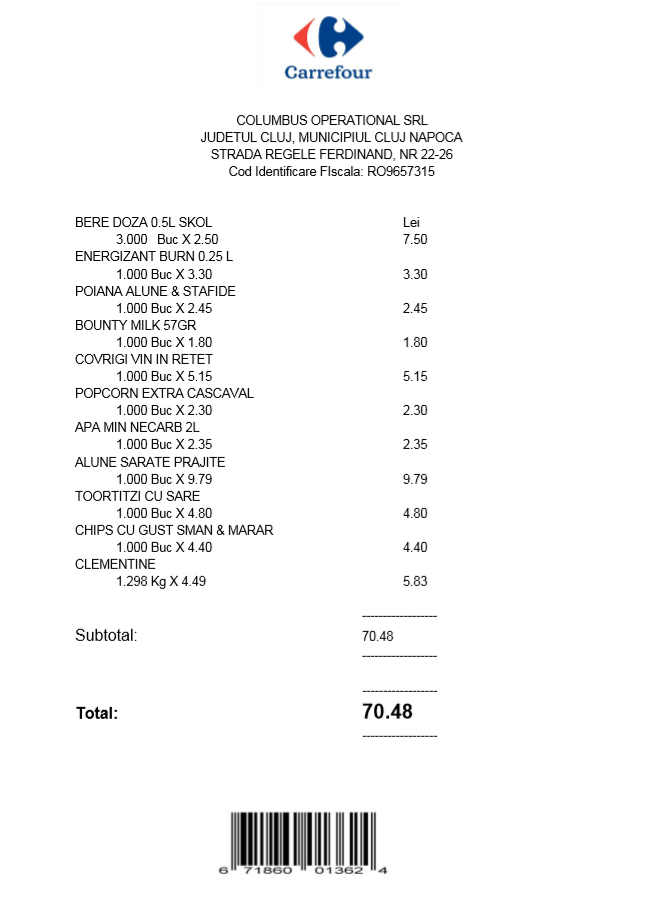 Carrefour
COLUMBUS OPERATIONAL SRL
JUDETUL CLUJ, MUNICIPIUL CLUJ NAPOCA
STRADA REGELE FERDINAND, NR 22-26
Cod Identificare FIscala: RO9657315
BERE DOZA 0.5L SKOL Lei
3.000 Buc X 2.50 7.50
ENERGIZANT BURN 0.25 L
1.000 Buc X 3.30 3.30
POIANA ALUNE & STAFIDE
1.000 Buc X 2.45 2.45
BOUNTY MILK 57GR
1.000 Buc X 1.80 1.80
COVRIGI VIN IN RETET
1.000 Buc X 5.15 5.15
POPCORN EXTRA CASCAVAL
1.000 Buc X 2.30 2.30
APA MIN NECARB 2L
1.000 Buc X 2.35 2.35
ALUNE SARATE PRAJITE
1.000 Buc X 9.79 9.79
TOORTITZI CU SARE
1.000 Buc X 4.80 4.80
CHIPS CU GUST SMAN & MARAR
1.000 Buc X 4.40 4.40
CLEMENTINE
1.298 Kg X 4.49 5.83
------------------
Subtotal: 70.48
------------------
------------------
Total: 70.48
------------------
6 71860 01362 4